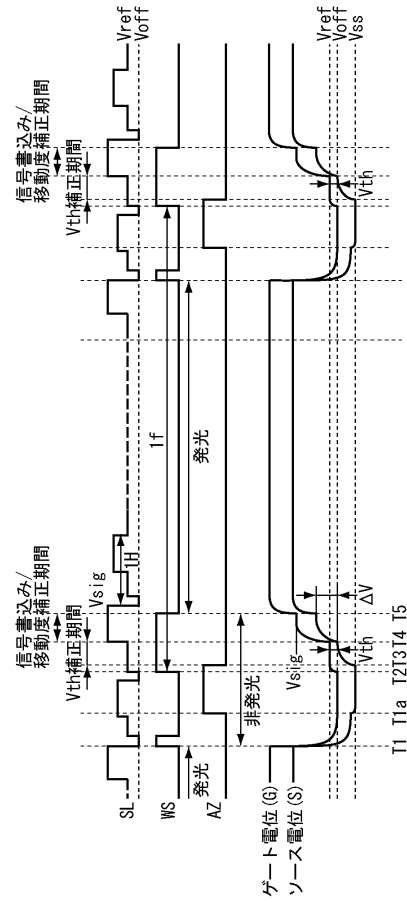 信号書込み/
移動度補正期間
Vth補正期間
信号書込み/
移動度補正期間
Vth補正期間
Vref
Voff
SL
Vsig
1H
WS
1f
発光
発光
AZ
非発光
ゲート電位(G)
ソース電位(S)
Vsig
Vth
ΔV
Vth
Vref
Voff
Vss
T1 T1a T2 T3 T4 T5